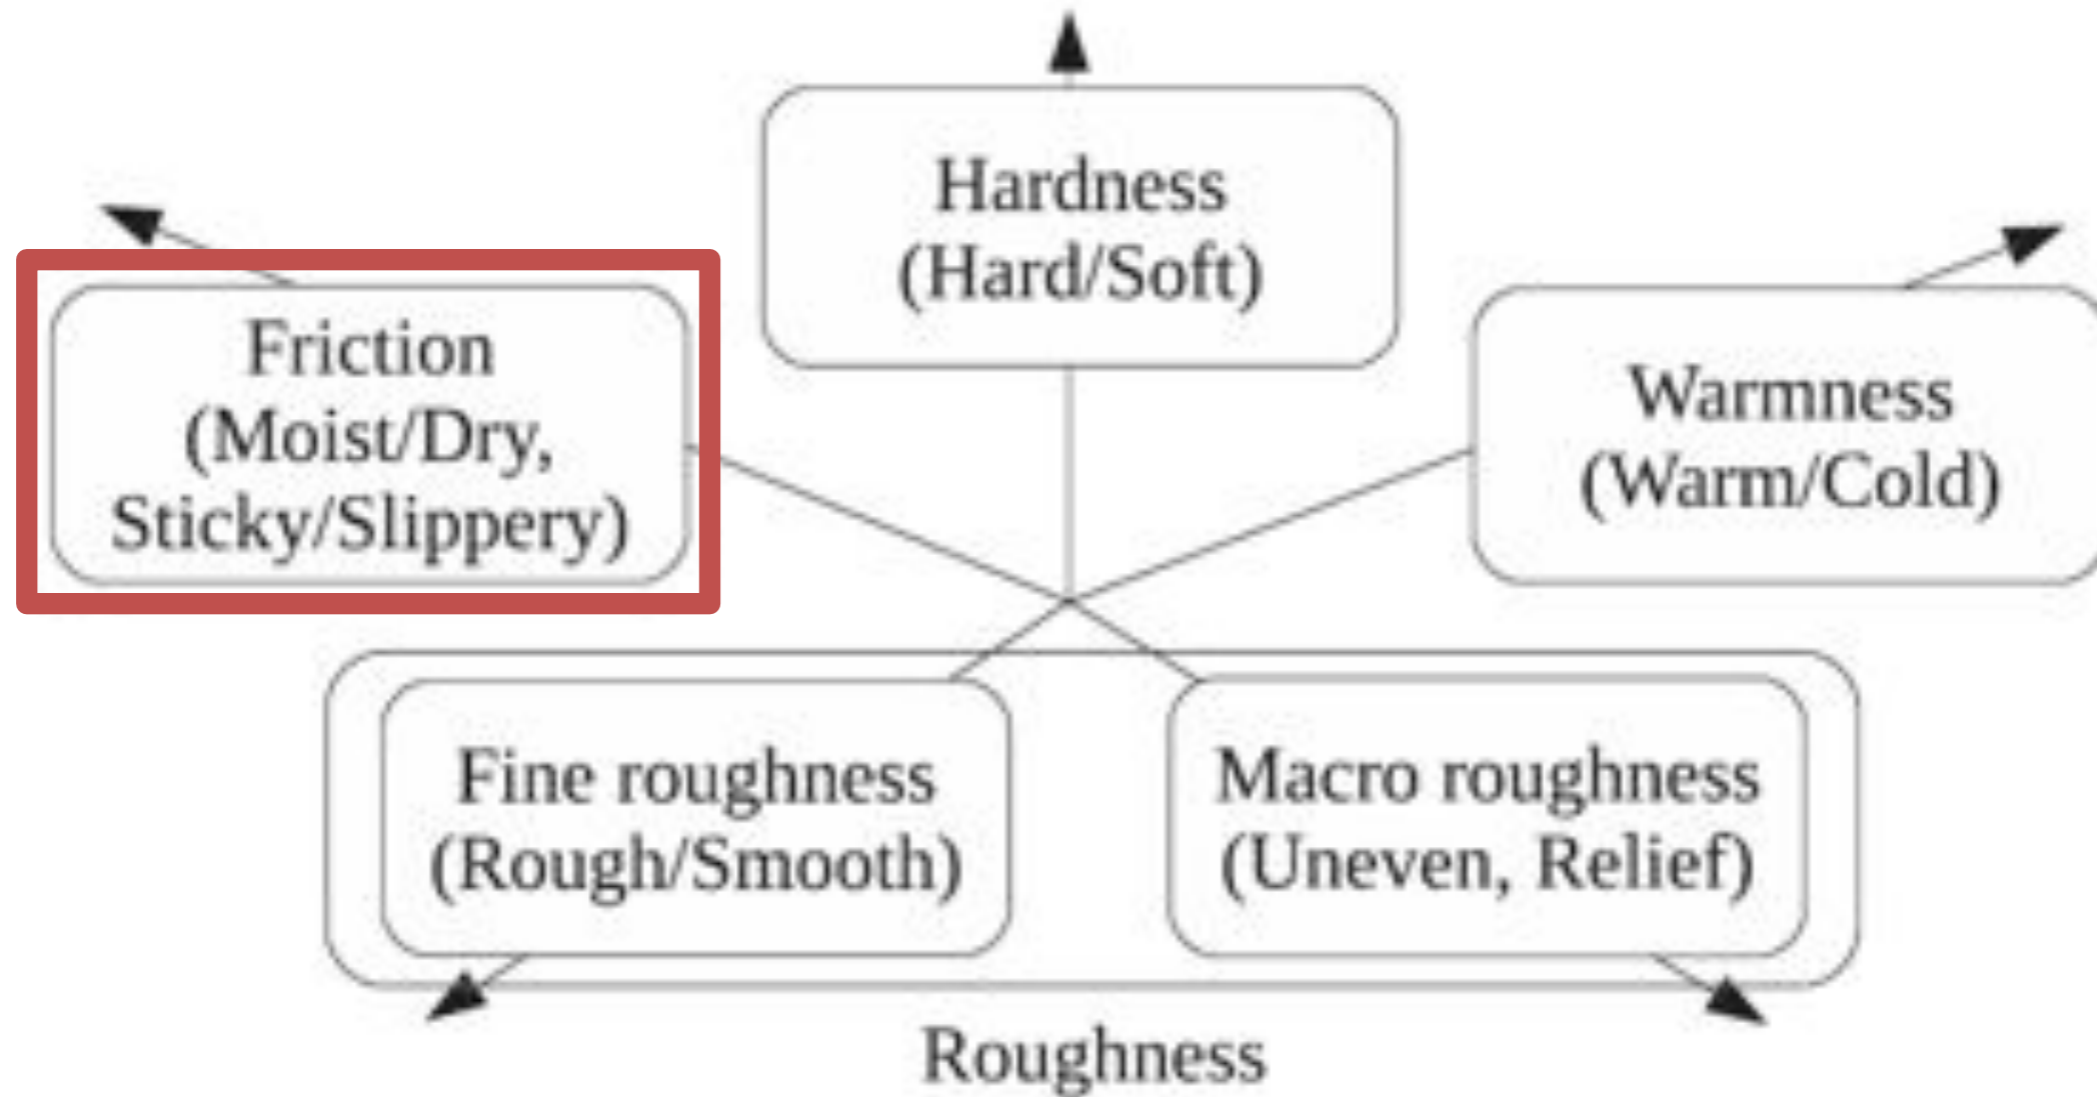 Hardness
(Hard/Soft)
Friction
(Moist/Dry,
Sticky/Slippery)
Warmness
(Warm/Cold)
Fine roughness
(Rough/Smooth)
Macro roughness
(Uneven, Relief)
Roughness